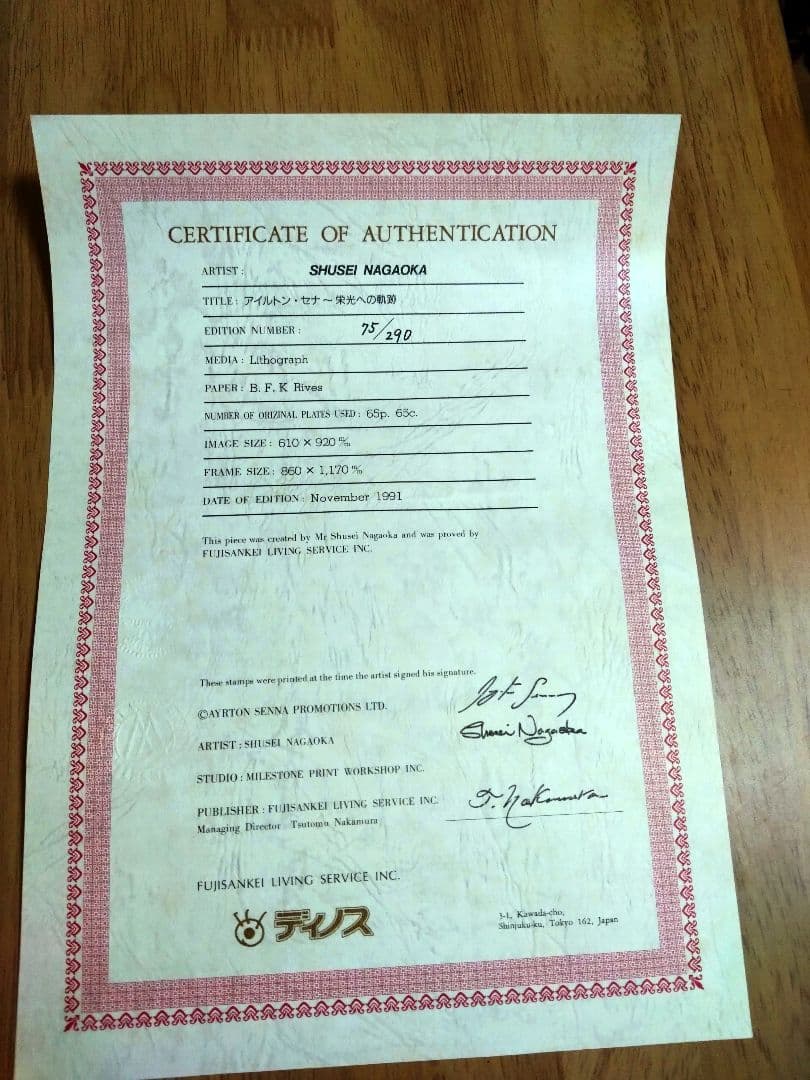 CERTIFICATE OF AUTHENTICATION
ARTIST : SHUSEI NAGAOKA
TITLE : アイルトン・セナ～栄光への軌跡
EDITION NUMBER : 75/290
MEDIA : Lithograph
PAPER : B. F. K Rives
NUMBER OF ORIZINAL PLATES USED : 65p. 65c.
IMAGE SIZE : 610 × 920 m/m
FRAME SIZE : 860 × 1,170 m/m
DATE OF EDITION : November 1991
This piece was created by Mr Shusei Nagaoka and was proved by
FUJISANKEI LIVING SERVICE INC.
These stamps were printed at the time the artist signed his signature.
©AYRTON SENNA PROMOTIONS LTD.
ARTIST : SHUSEI NAGAOKA Shusei Nagaoka
STUDIO : MILESTONE PRINT WORKSHOP INC.
PUBLISHER : FUJISANKEI LIVING SERVICE INC. T. Nakamura
Managing Director Tsutomu Nakamura
FUJISANKEI LIVING SERVICE INC.
ディノス
3-1, Kawada-cho,
Shinjuku-ku, Tokyo 162, Japan